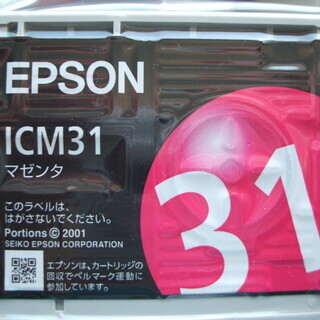 EPSON
ICM31
マゼンタ
31
このラベルは、
はがさないでください。
Portions © 2001
SEIKO EPSON CORPORATION
エプソンは、カートリッジの
回収でベルマーク運動に
参加しています。